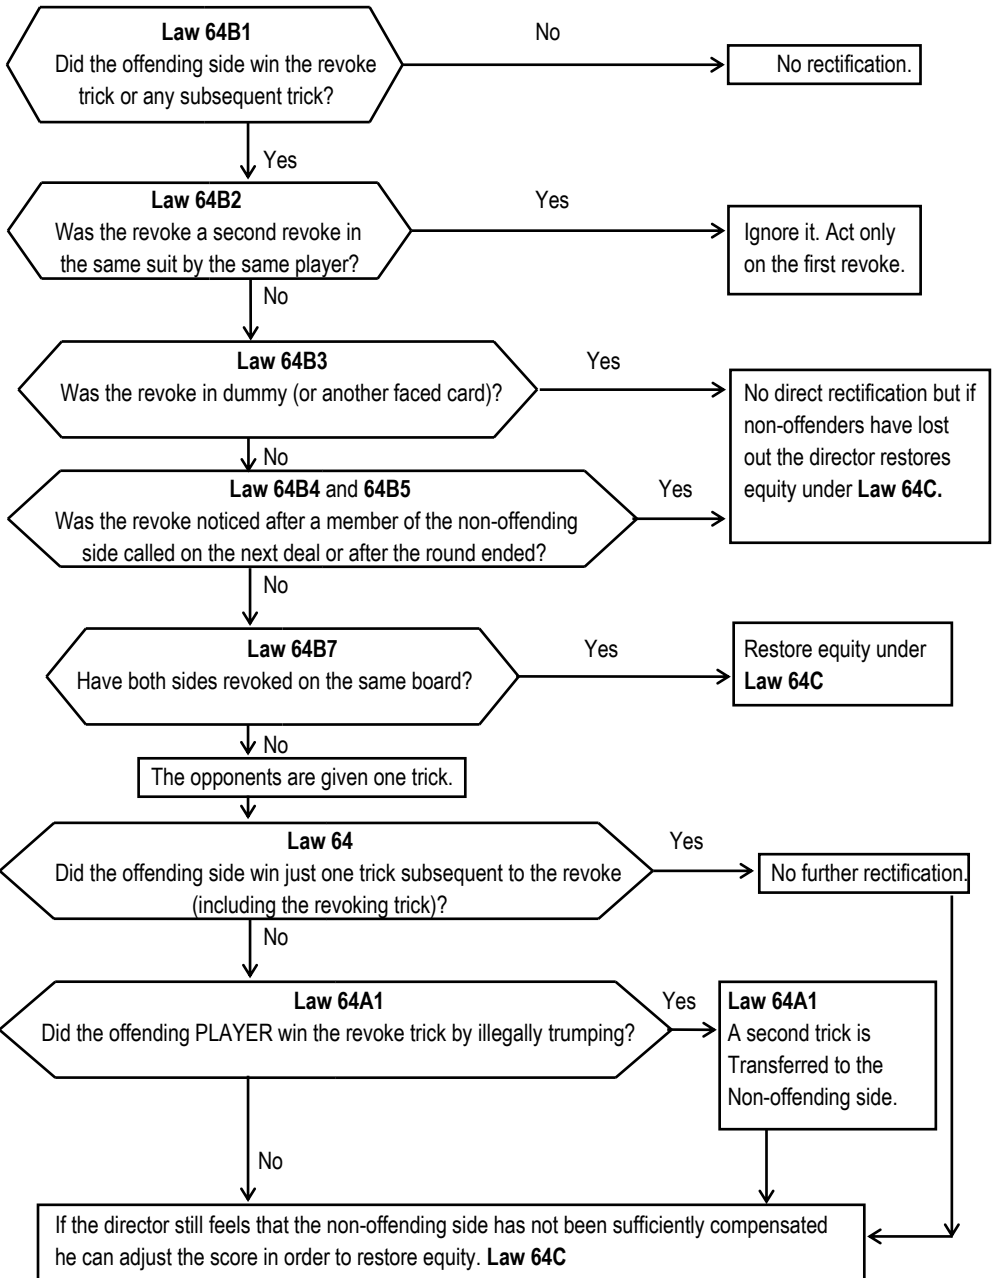 Law 64B1
Did the offending side win the revoke
trick or any subsequent trick?
No
No rectification.
Yes
Law 64B2
Was the revoke a second revoke in
the same suit by the same player?
Yes
Ignore it. Act only
on the first revoke.
No
Law 64B3
Was the revoke in dummy (or another faced card)?
Yes
No direct rectification but if
non-offenders have lost
out the director restores
equity under Law 64C.
No
Law 64B4 and 64B5
Was the revoke noticed after a member of the non-offending
side called on the next deal or after the round ended?
Yes
No
Law 64B7
Have both sides revoked on the same board?
Yes
Restore equity under
Law 64C
No
The opponents are given one trick.
Law 64
Did the offending side win just one trick subsequent to the revoke
(including the revoking trick)?
Yes
No further rectification.
No
Law 64A1
Did the offending PLAYER win the revoke trick by illegally trumping?
Yes
Law 64A1
A second trick is
Transferred to the
Non-offending side.
No
If the director still feels that the non-offending side has not been sufficiently compensated
he can adjust the score in order to restore equity. Law 64C